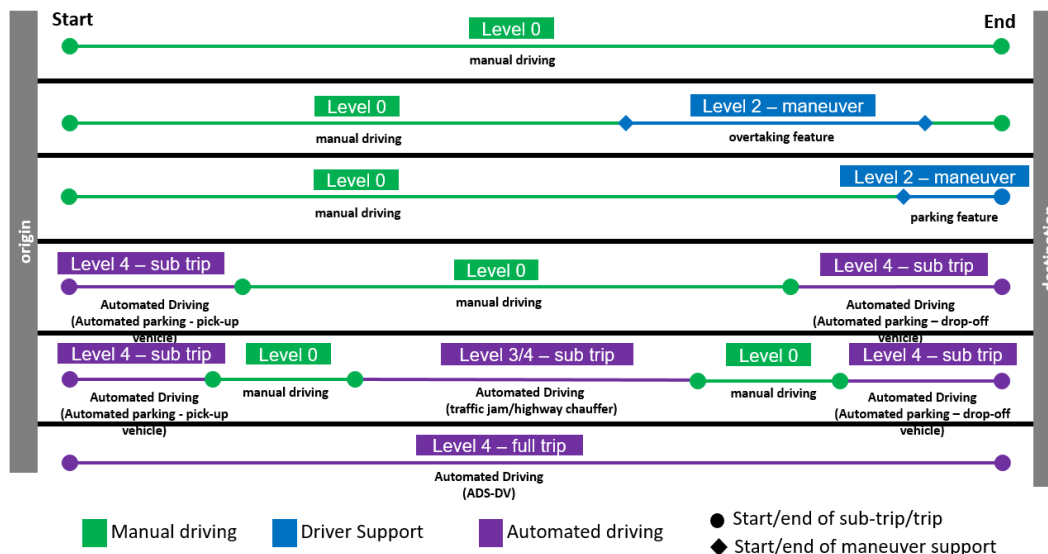 Start
End
Level 0
manual driving
Level 0
Level 2 – maneuver
manual driving
overtaking feature
Level 0
Level 2 – maneuver
manual driving
parking feature
origin
destination
Level 4 – sub trip
Level 0
Level 4 – sub trip
Automated Driving
(Automated parking - pick-up
vehicle)
manual driving
Automated Driving
(Automated parking – drop-off
vehicle)
Level 4 – sub trip
Level 0
Level 3/4 – sub trip
Level 0
Level 4 – sub trip
Automated Driving
(Automated parking - pick-up
vehicle)
manual driving
Automated Driving
(traffic jam/highway chauffer)
manual driving
Automated Driving
(Automated parking – drop-off
vehicle)
Level 4 – full trip
Automated Driving
(ADS-DV)
Manual driving
Driver Support
Automated driving
Start/end of sub-trip/trip
Start/end of maneuver support